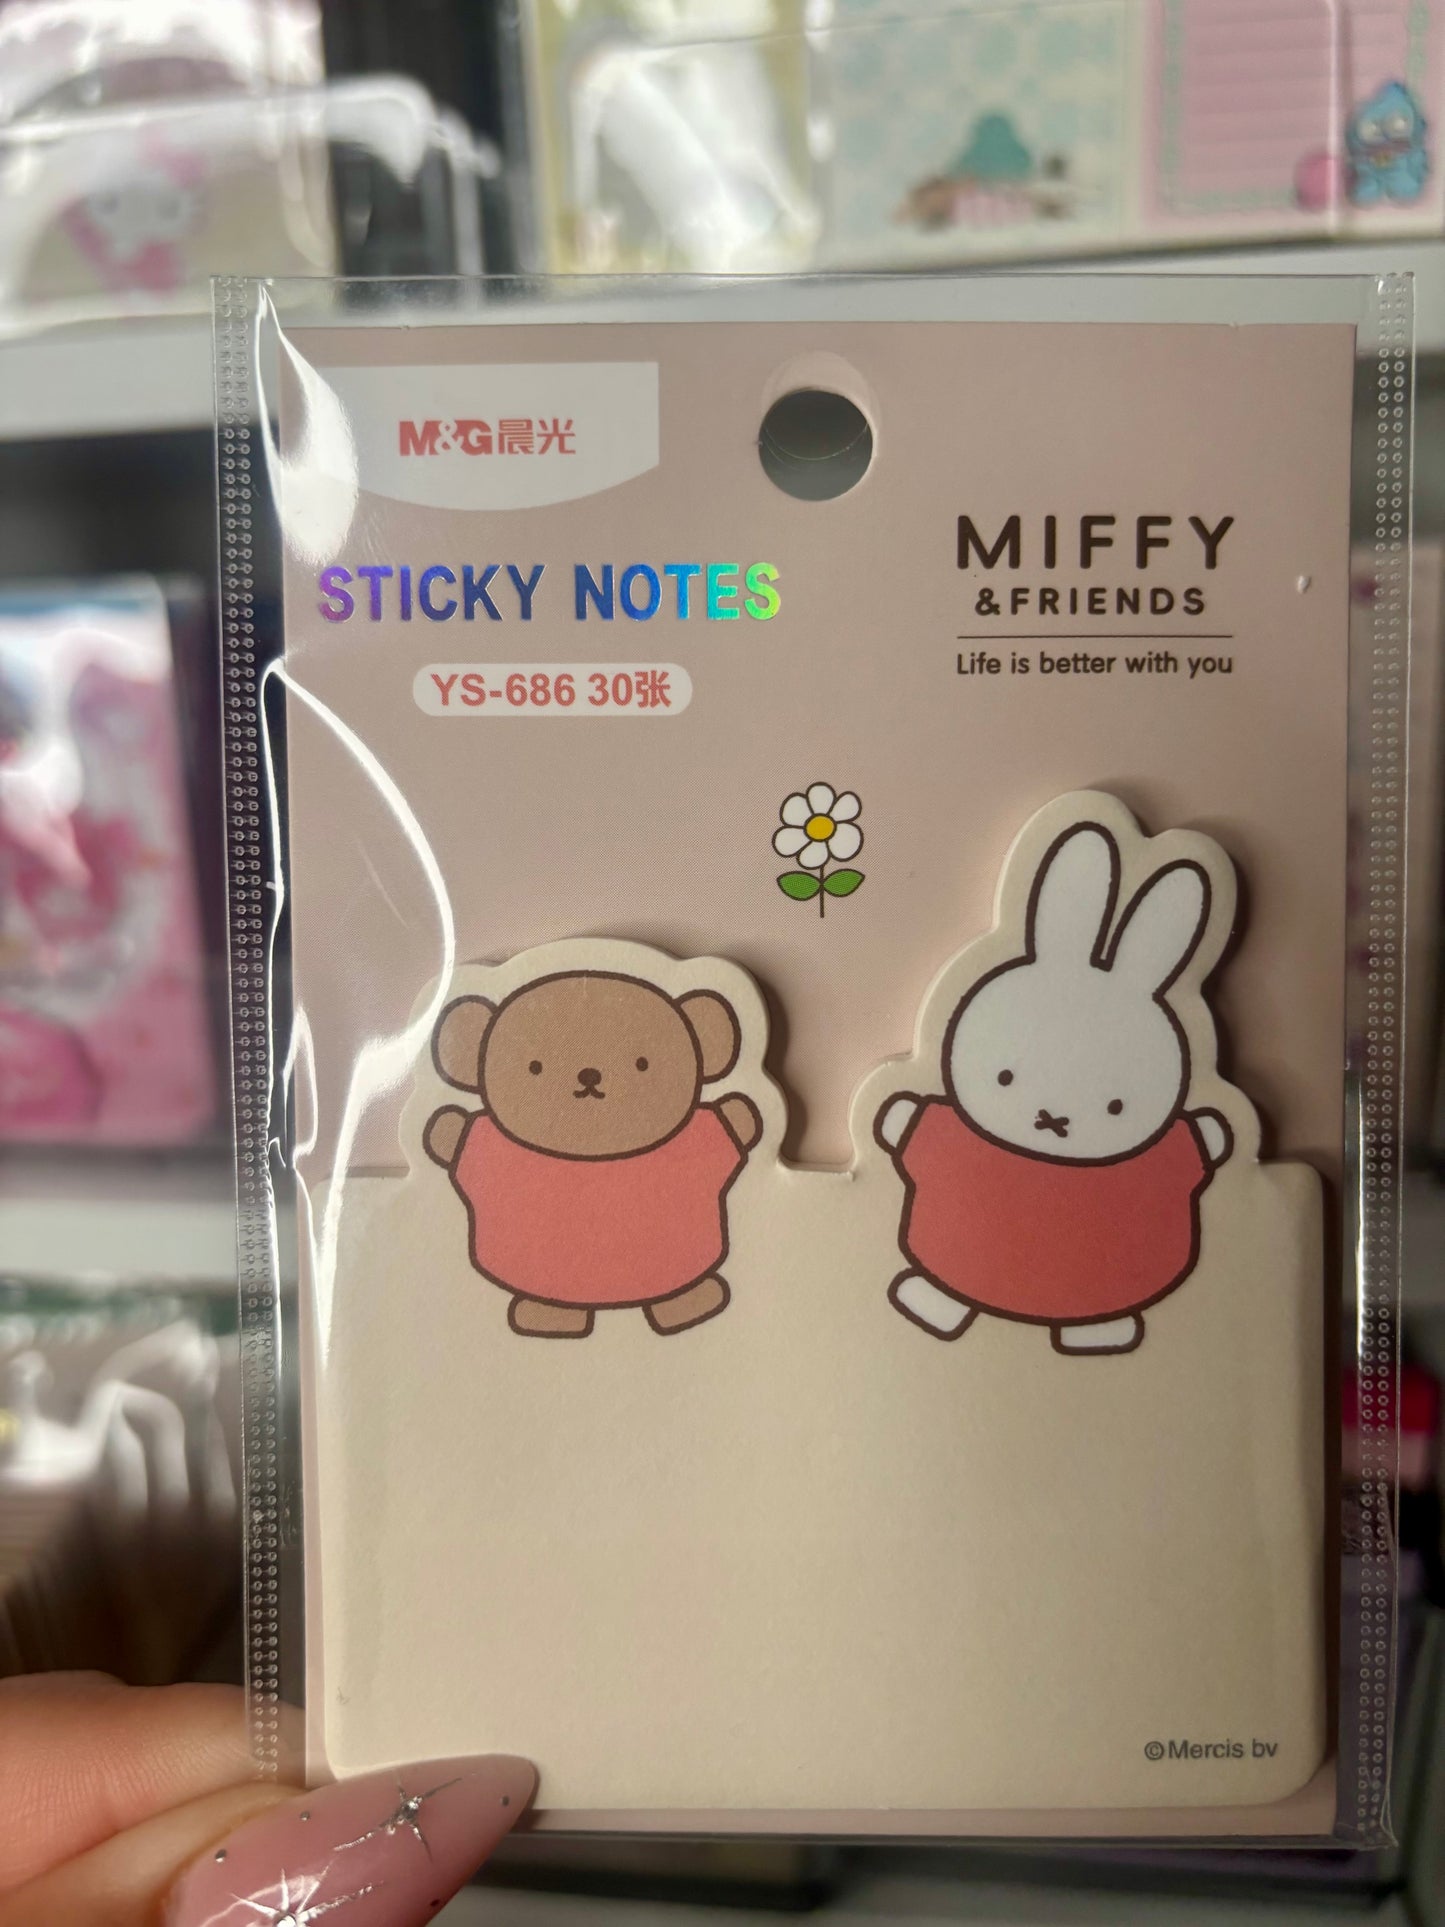 M&G晨光
STICKY NOTES
YS-686 30张
MIFFY
& FRIENDS
Life is better with you
©Mercis bv